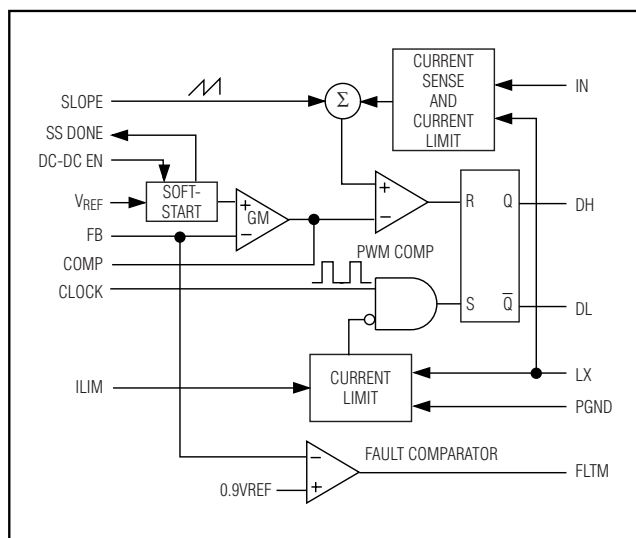 SLOPE
SS DONE
DC-DC EN
VREF
FB
COMP
CLOCK
ILIM
Σ
CURRENT
SENSE
AND
CURRENT
LIMIT
IN
SOFT-
START
+
GM
−
+
−
PWM COMP
R Q
S Q̅
DH
DL
CURRENT
LIMIT
LX
PGND
FAULT COMPARATOR
−
+
0.9VREF
FLTM